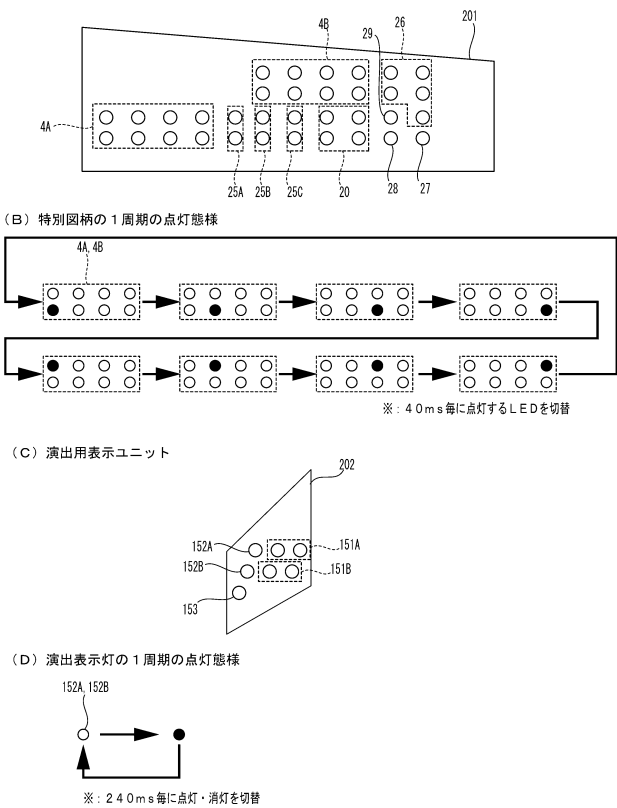 201
4B
29
26
4A
25A
25B
25C
20
28
27
(B)特別図柄の1周期の点灯態様
4A, 4B
※:40ms毎に点灯するLEDを切替
(C)演出用表示ユニット
202
152A
151A
152B
151B
153
(D)演出表示灯の1周期の点灯態様
152A, 152B
※:240ms毎に点灯・消灯を切替